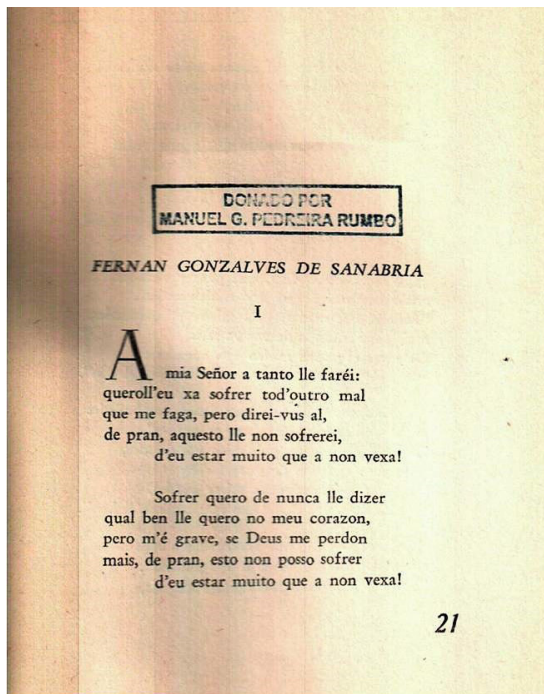 DONADO POR
MANUEL G. PEDREIRA RUMBO
FERNAN GONZALVES DE SANABRIA
I
A mia Señor a tanto lle faréi:
queroll'eu xa sofrer tod'outro mal
que me faga, pero direi-vus al,
de pran, aquesto lle non sofrerei,
d'eu estar muito que a non vexa!
Sofrer quero de nunca lle dizer
qual ben lle quero no meu corazon,
pero m'é grave, se Deus me perdon
mais, de pran, esto non posso sofrer
d'eu estar muito que a non vexa!
21